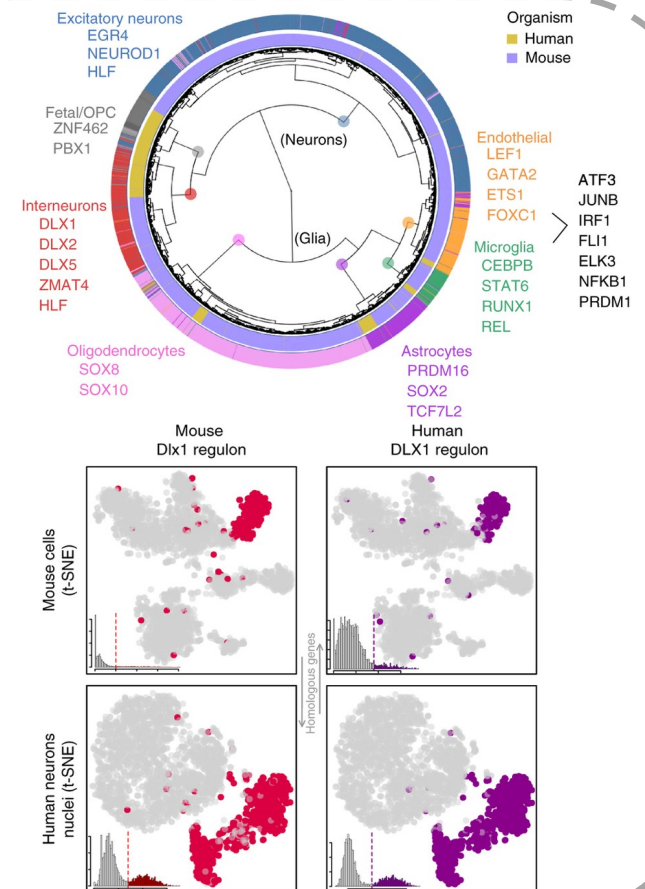 Excitatory neurons
EGR4
NEUROD1
HLF
Organism
Human
Mouse
Fetal/OPC
ZNF462
PBX1
(Neurons)
(Glia)
Interneurons
DLX1
DLX2
DLX5
ZMAT4
HLF
Endothelial
LEF1
GATA2
ETS1
FOXC1
Microglia
CEBPB
STAT6
RUNX1
REL
ATF3
JUNB
IRF1
FLI1
ELK3
NFKB1
PRDM1
Oligodendrocytes
SOX8
SOX10
Astrocytes
PRDM16
SOX2
TCF7L2
Mouse
Dlx1 regulon
Human
DLX1 regulon
Mouse cells
(t-SNE)
Homologous genes
Human neurons
nuclei (t-SNE)